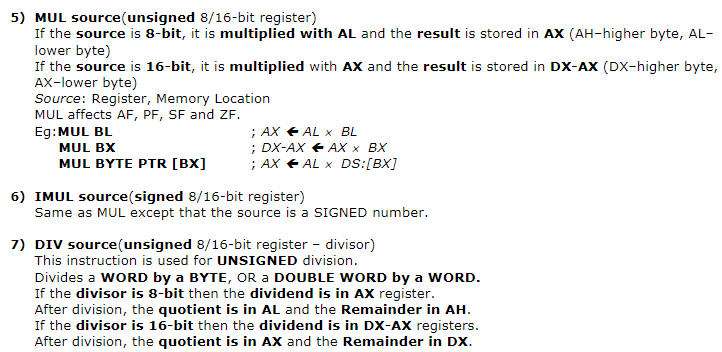 5) MUL source(unsigned 8/16-bit register)
If the source is 8-bit, it is multiplied with AL and the result is stored in AX (AH–higher byte, AL–
lower byte)
If the source is 16-bit, it is multiplied with AX and the result is stored in DX-AX (DX–higher byte,
AX–lower byte)
Source: Register, Memory Location
MUL affects AF, PF, SF and ZF.
Eg:MUL BL ; AX 🡰 AL × BL
MUL BX ; DX-AX 🡰 AX × BX
MUL BYTE PTR [BX] ; AX 🡰 AL × DS:[BX]
6) IMUL source(signed 8/16-bit register)
Same as MUL except that the source is a SIGNED number.
7) DIV source(unsigned 8/16-bit register – divisor)
This instruction is used for UNSIGNED division.
Divides a WORD by a BYTE, OR a DOUBLE WORD by a WORD.
If the divisor is 8-bit then the dividend is in AX register.
After division, the quotient is in AL and the Remainder in AH.
If the divisor is 16-bit then the dividend is in DX-AX registers.
After division, the quotient is in AX and the Remainder in DX.